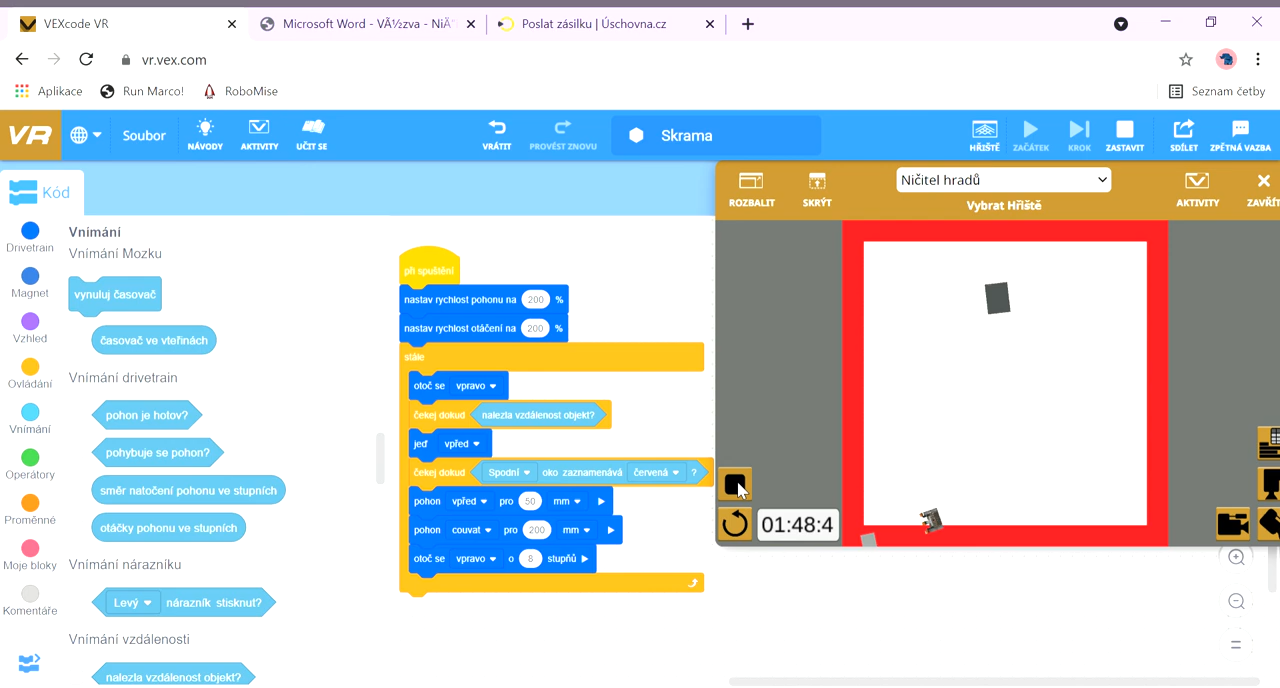 VEXcode VR
Microsoft Word - VÃ½zva - NiÄ
Poslat zásilku | Úschovna.cz
vr.vex.com
Aplikace
Run Marco!
RoboMise
Seznam četby
VR
Soubor
NÁVODY
AKTIVITY
UČIT SE
VRÁTIT
PROVÉST ZNOVU
Skrama
HŘIŠTĚ
ZAČÁTEK
KROK
ZASTAVIT
SDÍLET
ZPĚTNÁ VAZBA
Kód
ROZBALIT
SKRÝT
Ničitel hradů
Vybrat Hřiště
AKTIVITY
ZAVŘÍT
Drivetrain
Magnet
Vzhled
Ovládání
Vnímání
Operátory
Proměnné
Moje bloky
Komentáře
Vnímání
Vnímání Mozku
vynuluj časovač
časovač ve vteřinách
Vnímání drivetrain
pohon je hotov?
pohybuje se pohon?
směr natočení pohonu ve stupních
otáčky pohonu ve stupních
Vnímání nárazníku
Levý nárazník stisknut?
Vnímání vzdálenosti
nalezla vzdálenost objekt?
při spuštění
nastav rychlost pohonu na 200 %
nastav rychlost otáčení na 200 %
stále
otoč se vpravo
čekej dokud nalezla vzdálenost objekt?
jeď vpřed
čekej dokud Spodní oko zaznamenává červená ?
pohon vpřed pro 50 mm
pohon couvat pro 200 mm
otoč se vpravo o 8 stupňů
01:48:4